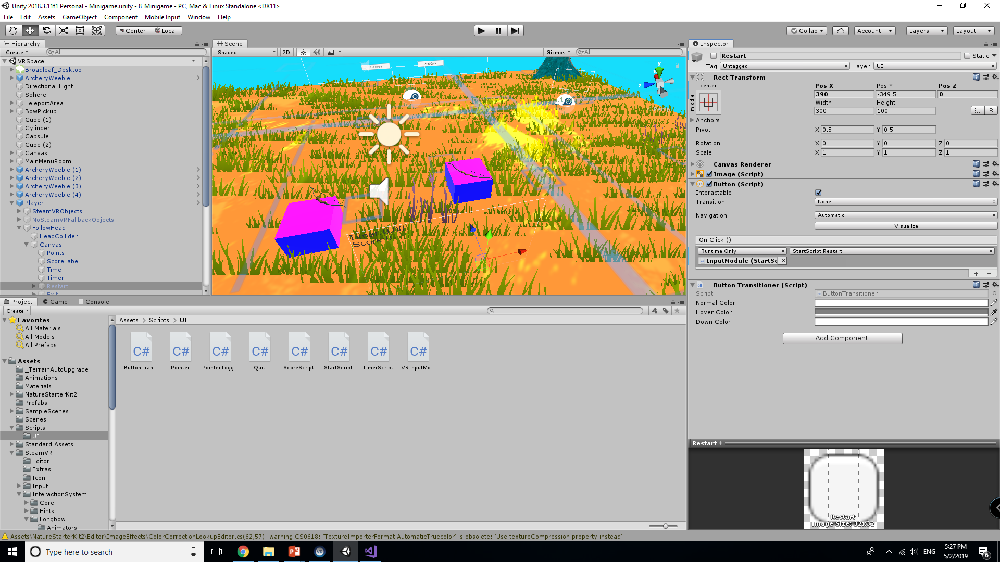 Unity 2018.3.11f1 Personal - Minigame.unity - 8_Minigame - PC, Mac & Linux Standalone <DX11>
File Edit Assets GameObject Component Mobile Input Window Help
Center Local
Collab Account Layers Layout
Hierarchy
Create All
VRSpace
Broadleaf_Desktop
ArcheryWeeble
Directional Light
Sphere
TeleportArea
BowPickup
Cube (1)
Cylinder
Capsule
Cube (2)
Canvas
MainMenuRoom
ArcheryWeeble (1)
ArcheryWeeble (2)
ArcheryWeeble (3)
ArcheryWeeble (4)
Player
SteamVRObjects
NoSteamVRFallbackObjects
FollowHead
HeadCollider
Canvas
Points
ScoreLabel
Time
Timer
Restart
Exit
Scene
Shaded 2D Gizmos All
y
x
z
Timer:0.00
Score:0
Inspector
Restart Static
Tag Untagged Layer UI
Rect Transform
center
middle
Pos X Pos Y Pos Z
390 -349.5 0
Width Height
300 100 R
Anchors
Pivot X 0.5 Y 0.5
Rotation X 0 Y 0 Z 0
Scale X 1 Y 1 Z 1
Canvas Renderer
Image (Script)
OK Button (Script)
Interactable
Transition None
Navigation Automatic
Visualize
On Click ()
Runtime Only StartScript.Restart
InputModule (StartSc
+ −
Button Transitioner (Script)
Script ButtonTransitioner
Normal Color
Hover Color
Down Color
Add Component
Restart
Restart
Image Size: 32x32
Project Game Console
Create
Favorites
All Materials
All Models
All Prefabs
Assets
_TerrainAutoUpgrade
Animations
Materials
NatureStarterKit2
Prefabs
SampleScenes
Scenes
Scripts
UI
Standard Assets
SteamVR
Editor
Extras
Icon
Input
InteractionSystem
Core
Hints
Longbow
Animators
Assets > Scripts > UI
C# C# C# C# C# C# C# C#
ButtonTran... Pointer PointerTogg... Quit ScoreScript StartScript TimerScript VRInputMo...
Assets\NatureStarterKit2\Editor\ImageEffects\ColorCorrectionLookupEditor.cs(62,57): warning CS0618: 'TextureImporterFormat.AutomaticTruecolor' is obsolete: 'Use textureCompression property instead'
Type here to search
ENG
5:27 PM
5/2/2019
6